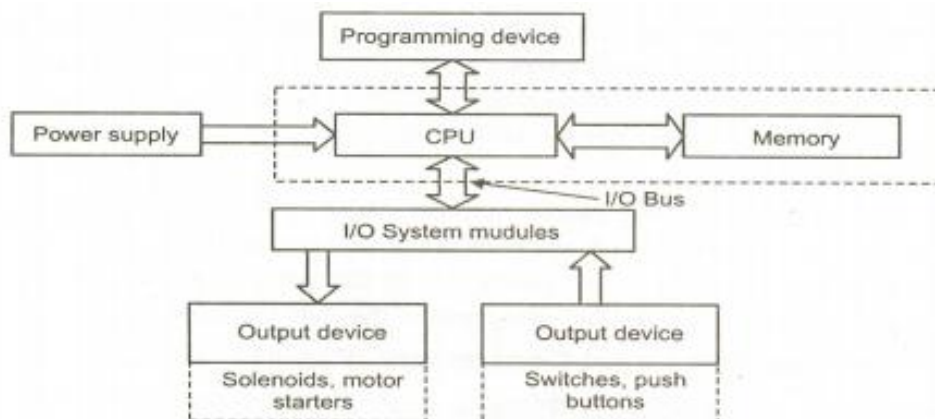 Programming device
Power supply
CPU
Memory
I/O Bus
I/O System mudules
Output device
Output device
Solenoids, motor
starters
Switches, push
buttons